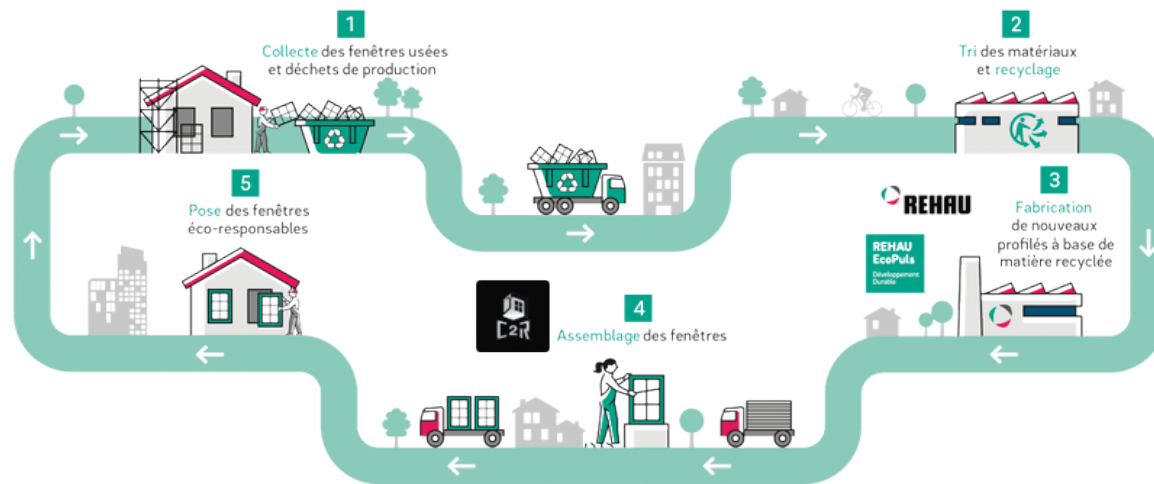 1
Collecte des fenêtres usées
et déchets de production
2
Tri des matériaux
et recyclage
3
Fabrication
de nouveaux
profilés à base de
matière recyclée
REHAU
REHAU
EcoPuls
Développement
Durable
4
Assemblage des fenêtres
C2R
5
Pose des fenêtres
éco-responsables